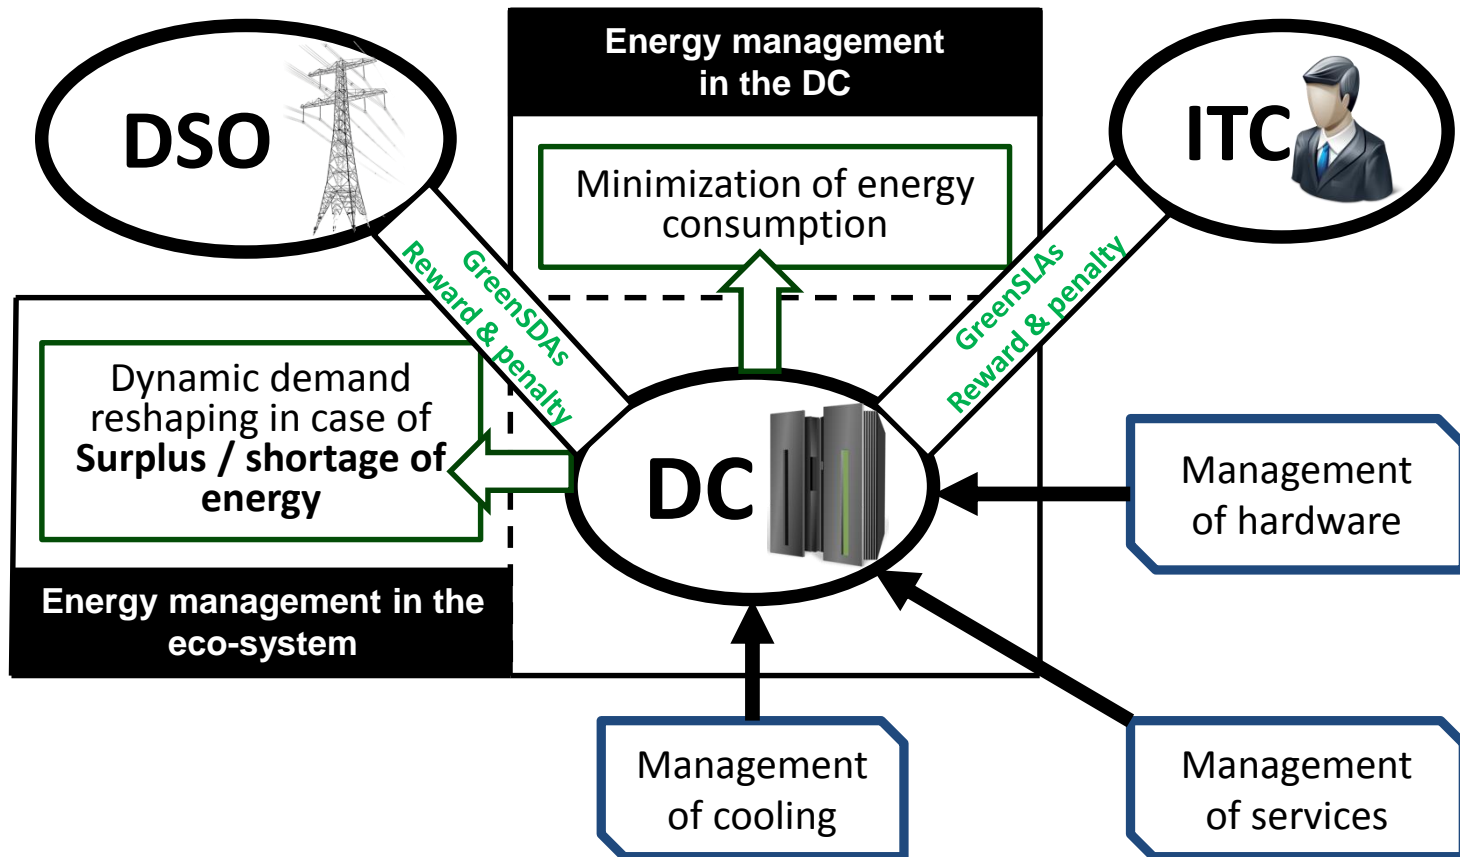 Energy management
in the DC
DSO
ITC
Minimization of energy
consumption
GreenSDAs
Reward & penalty
GreenSLAs
Reward & penalty
Dynamic demand
reshaping in case of
Surplus / shortage of
energy
DC
Management
of hardware
Energy management in the
eco-system
Management
of cooling
Management
of services